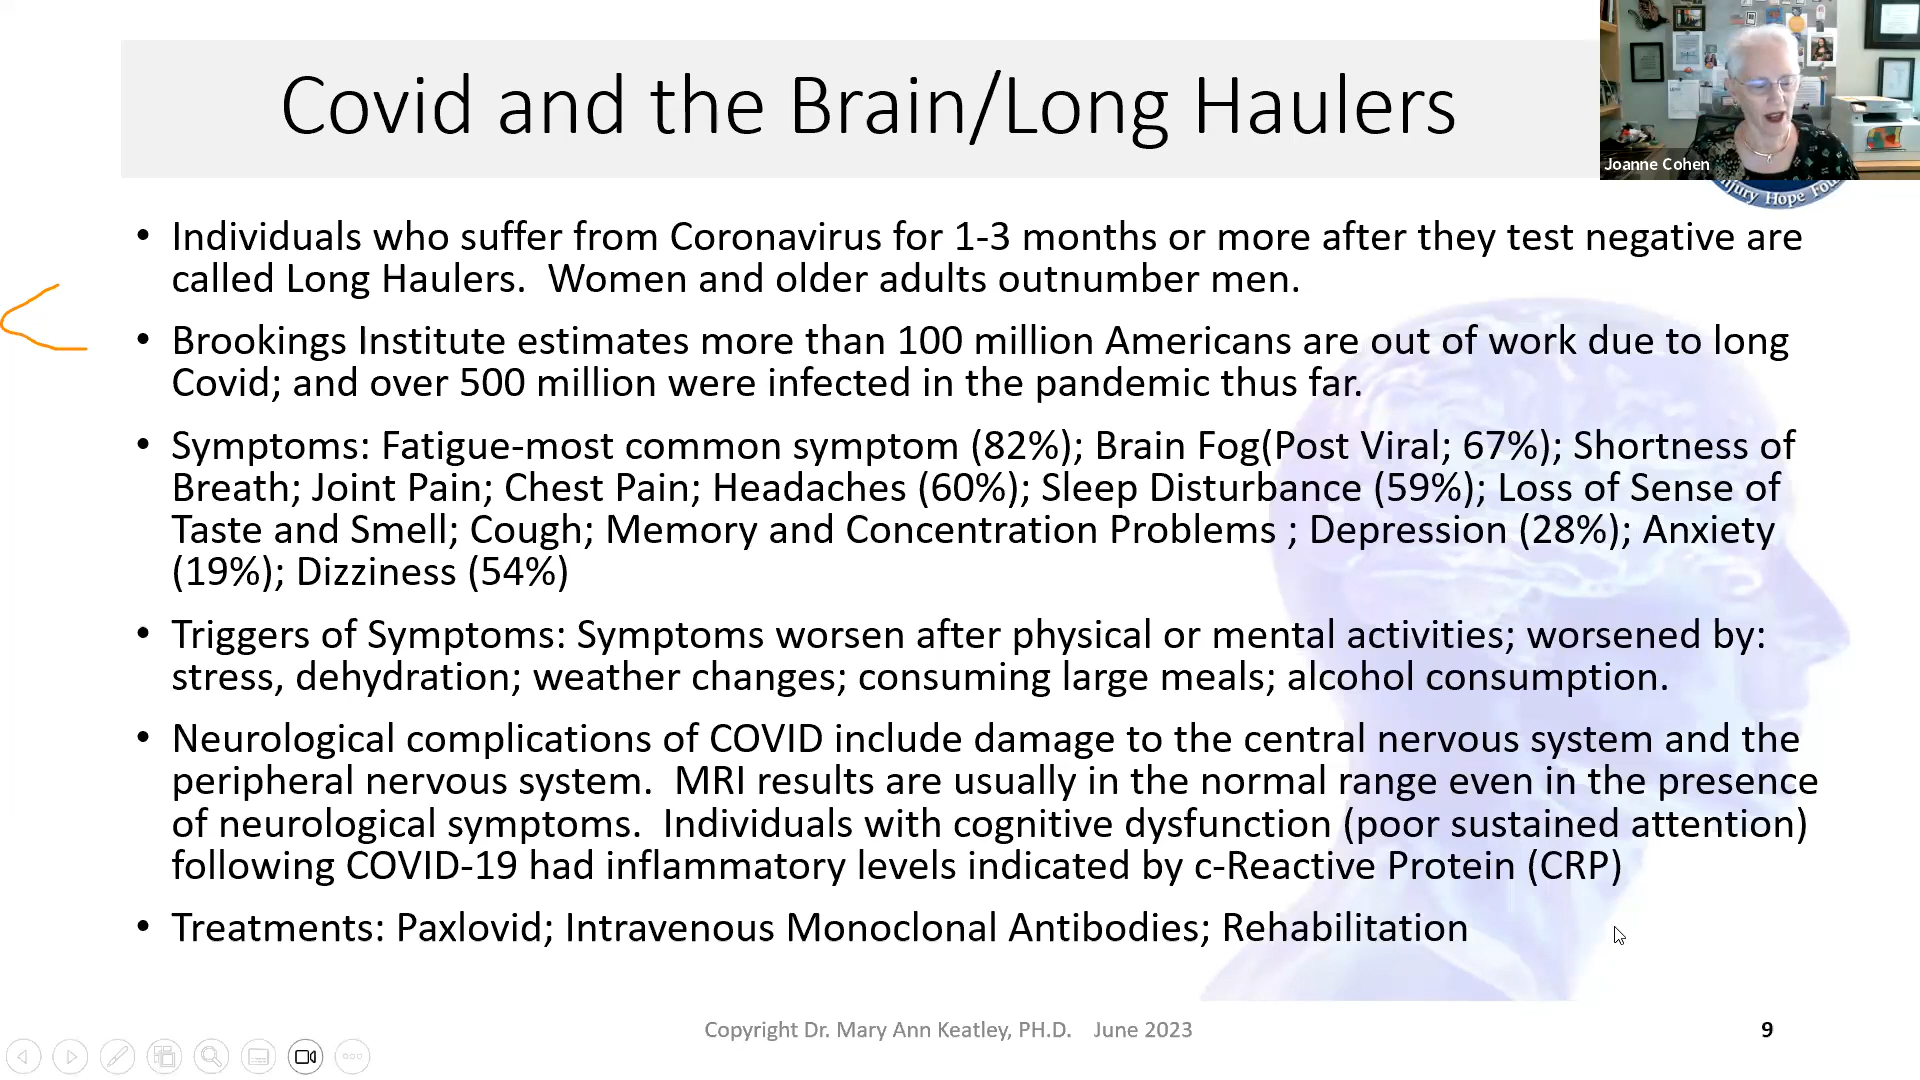 Covid and the Brain/Long Haulers
Joanne Cohen
njury Hope Fou
• Individuals who suffer from Coronavirus for 1-3 months or more after they test negative are
called Long Haulers.  Women and older adults outnumber men.
• Brookings Institute estimates more than 100 million Americans are out of work due to long
Covid; and over 500 million were infected in the pandemic thus far.
• Symptoms: Fatigue-most common symptom (82%); Brain Fog(Post Viral; 67%); Shortness of
Breath; Joint Pain; Chest Pain; Headaches (60%); Sleep Disturbance (59%); Loss of Sense of
Taste and Smell; Cough; Memory and Concentration Problems ; Depression (28%); Anxiety
(19%); Dizziness (54%)
• Triggers of Symptoms: Symptoms worsen after physical or mental activities; worsened by:
stress, dehydration; weather changes; consuming large meals; alcohol consumption.
• Neurological complications of COVID include damage to the central nervous system and the
peripheral nervous system.  MRI results are usually in the normal range even in the presence
of neurological symptoms.  Individuals with cognitive dysfunction (poor sustained attention)
following COVID-19 had inflammatory levels indicated by c-Reactive Protein (CRP)
• Treatments: Paxlovid; Intravenous Monoclonal Antibodies; Rehabilitation
Copyright Dr. Mary Ann Keatley, PH.D.    June 2023
9